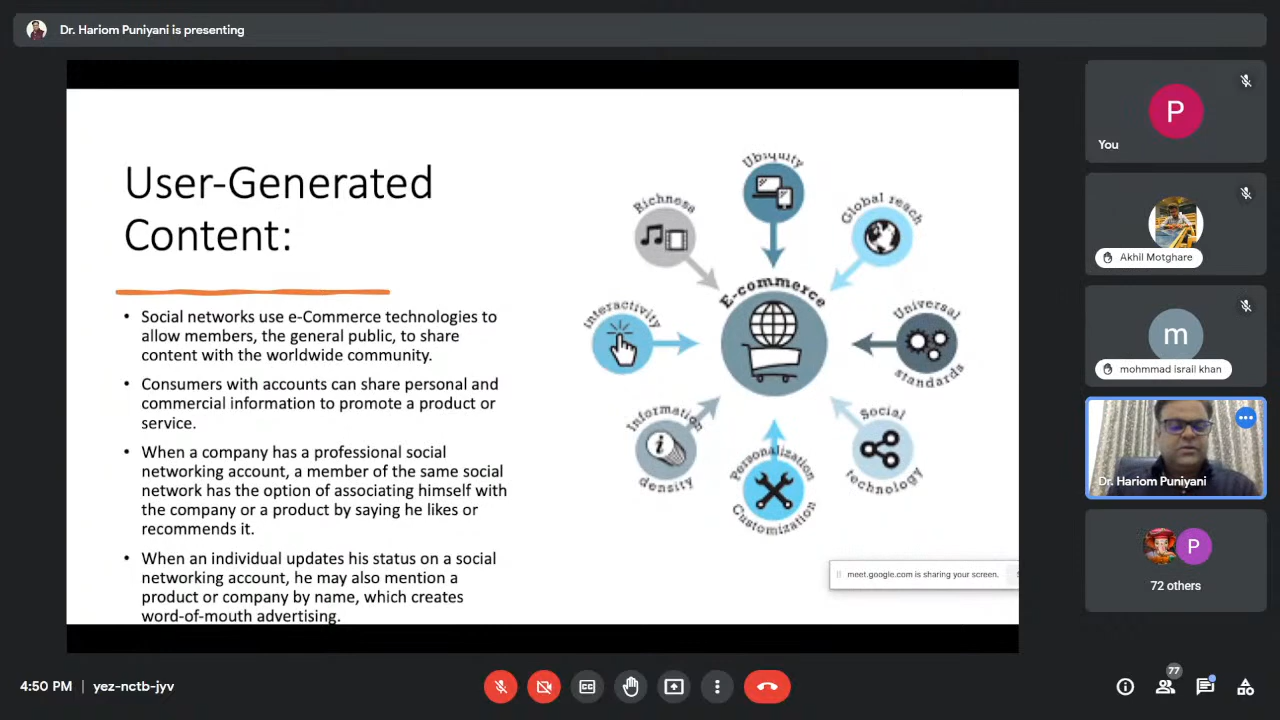 Dr. Hariom Puniyani is presenting
User-Generated
Content:
• Social networks use e-Commerce technologies to
allow members, the general public, to share
content with the worldwide community.
• Consumers with accounts can share personal and
commercial information to promote a product or
service.
• When a company has a professional social
networking account, a member of the same social
network has the option of associating himself with
the company or a product by saying he likes or
recommends it.
• When an individual updates his status on a social
networking account, he may also mention a
product or company by name, which creates
word-of-mouth advertising.
Ubiquity
Richness
Global reach
E-commerce
Interactivity
Universal
standards
Information
density
Social
technology
Personalization
Customization
meet.google.com is sharing your screen.
P
You
Akhil Motghare
m
mohmmad israil khan
Dr. Hariom Puniyani
P
72 others
4:50 PM | yez-nctb-jyv
77